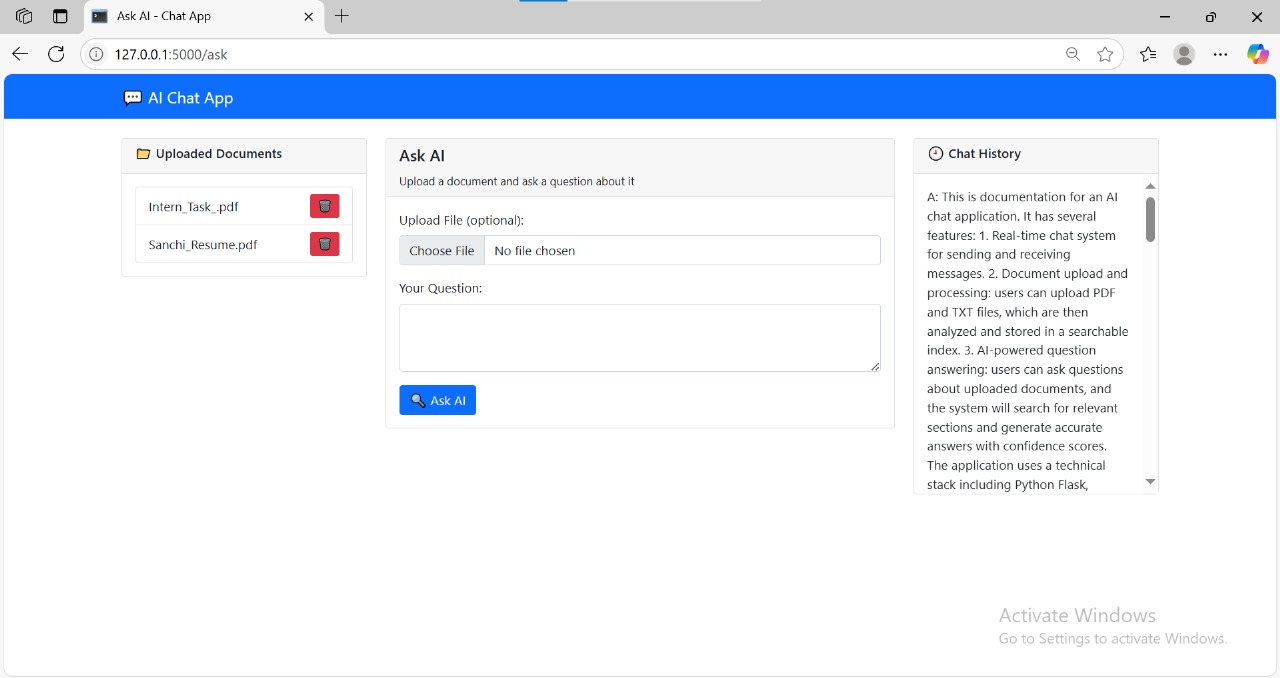 Ask AI - Chat App
127.0.0.1:5000/ask
AI Chat App
Uploaded Documents
Intern_Task_.pdf
Sanchi_Resume.pdf
Ask AI
Upload a document and ask a question about it
Upload File (optional):
Choose File No file chosen
Your Question:
Ask AI
Chat History
A: This is documentation for an AI
chat application. It has several
features: 1. Real-time chat system
for sending and receiving
messages. 2. Document upload and
processing: users can upload PDF
and TXT files, which are then
analyzed and stored in a searchable
index. 3. AI-powered question
answering: users can ask questions
about uploaded documents, and
the system will search for relevant
sections and generate accurate
answers with confidence scores.
The application uses a technical
stack including Python Flask,
Activate Windows
Go to Settings to activate Windows.